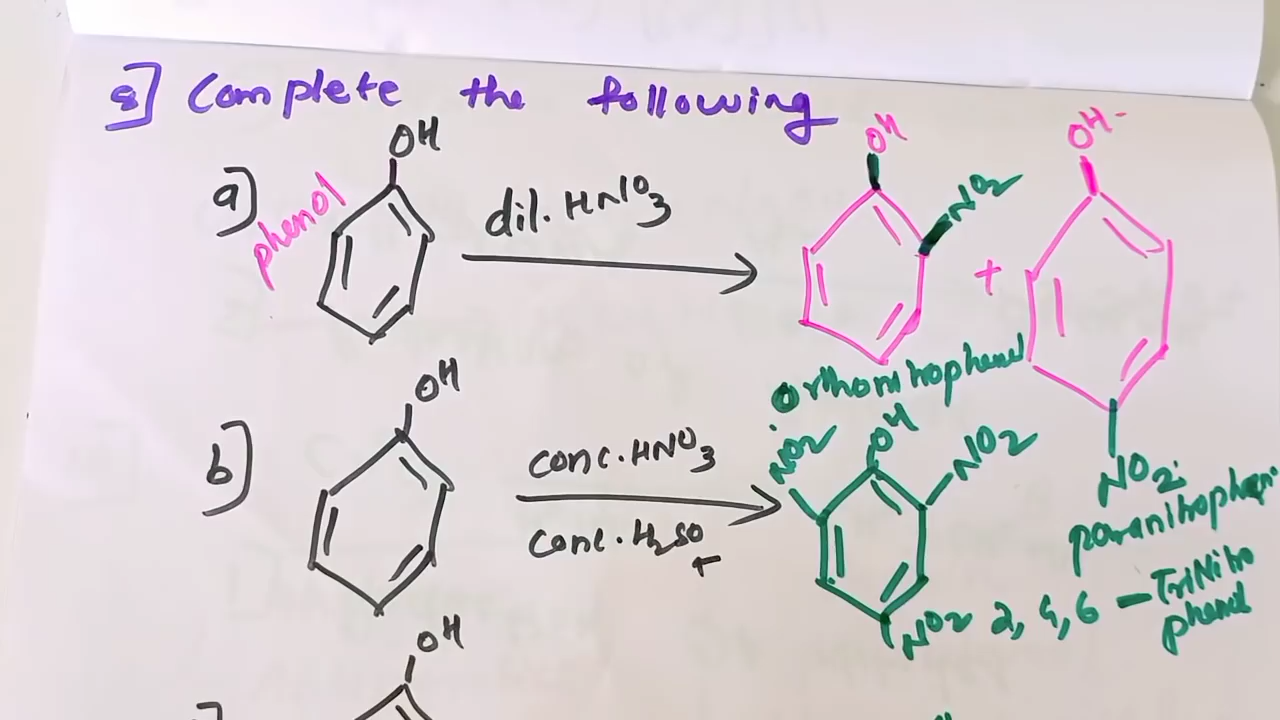 8] Complete the following
a) phenol OH dil. HNO3 OH NO2 + OH NO2
Orthonitrophenol
paranitrophen
b] OH conc. HNO3 conc. H2SO4 NO2 OH NO2 NO2
2, 4, 6 - TriNitro phenol
OH